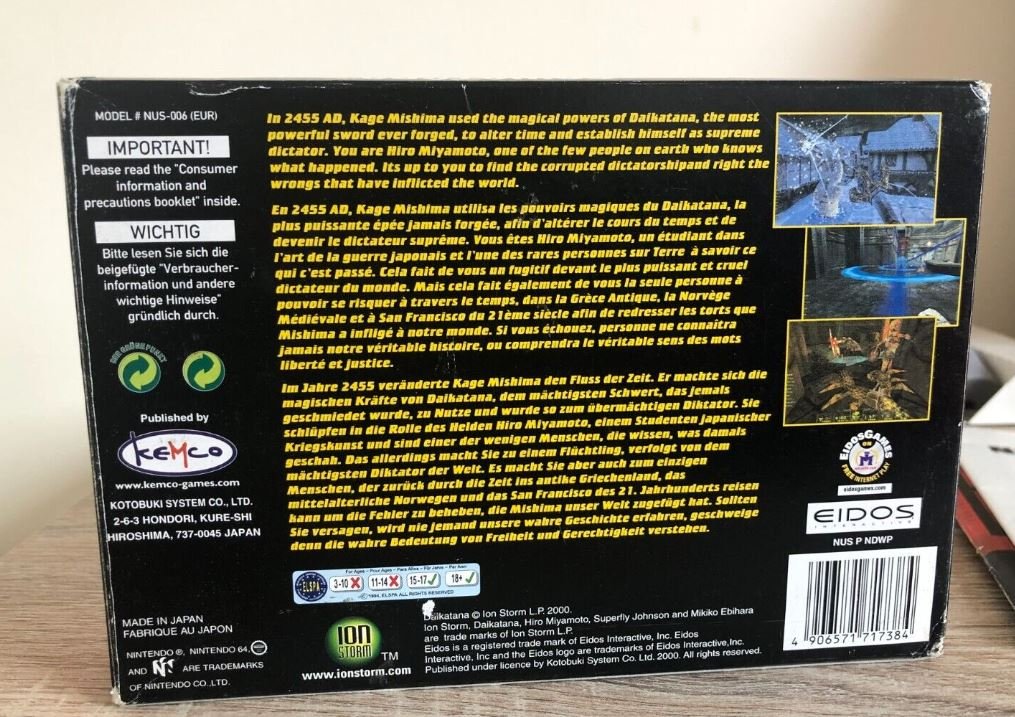 MODEL # NUS-006 (EUR)
IMPORTANT!
Please read the "Consumer
information and
precautions booklet" inside.
WICHTIG
Bitte lesen Sie sich die
beigefügte "Verbraucher-
information und andere
wichtige Hinweise"
gründlich durch.
DER GRÜNE PUNKT
Published by
KEMCO
www.kemco-games.com
KOTOBUKI SYSTEM CO., LTD.
2-6-3 HONDORI, KURE-SHI
HIROSHIMA, 737-0045 JAPAN
MADE IN JAPAN
FABRIQUE AU JAPON
NINTENDO ®, NINTENDO 64,
AND N ARE TRADEMARKS
OF NINTENDO CO.,LTD.
In 2455 AD, Kage Mishima used the magical powers of Daikatana, the most
powerful sword ever forged, to alter time and establish himself as supreme
dictator. You are Hiro Miyamoto, one of the few people on earth who knows
what happened. Its up to you to find the corrupted dictatorshipand right the
wrongs that have inflicted the world.
En 2455 AD, Kage Mishima utilisa les pouvoirs magiques du Daikatana, la
plus puissante épée jamais forgée, afin d'altérer le cours du temps et de
devenir le dictateur suprême. Vous êtes Hiro Miyamoto, un étudiant dans
l'art de la guerre japonais et l'une des rares personnes sur Terre à savoir ce
qui c'est passé. Cela fait de vous un fugitif devant le plus puissant et cruel
dictateur du monde. Mais cela fait également de vous la seule personne à
pouvoir se risquer à travers le temps, dans la Grèce Antique, la Norvège
Médiévale et à San Francisco du 21ème siècle afin de redresser les torts que
Mishima a infligé à notre monde. Si vous échouez, personne ne connaitra
jamais notre véritable histoire, ou comprendra le véritable sens des mots
liberté et justice.
Im Jahre 2455 veränderte Kage Mishima den Fluss der Zeit. Er machte sich die
magischen Kräfte von Daikatana, dem mächtigsten Schwert, das jemals
geschmiedet wurde, zu Nutze und wurde so zum übermächtigen Diktator. Sie
schlüpfen in die Rolle des Helden Hiro Miyamoto, einem Studenten japanischer
Kriegskunst und sind einer der wenigen Menschen, die wissen, was damals
geschah. Das allerdings macht Sie zu einem Flüchtling, verfolgt von dem
mächtigsten Diktator der Welt. Es macht Sie aber auch zum einzigen
Menschen, der zurück durch die Zeit ins antike Griechenland, das
mittelalterliche Norwegen und das San Francisco des 21. Jahrhunderts reisen
kann um die Fehler zu beheben, die Mishima unser Welt zugefügt hat. Sollten
Sie versagen, wird nie jemand unsere wahre Geschichte erfahren, geschweige
denn die wahre Bedeutung von Freiheit und Gerechtigkeit verstehen.
ELSPA
3-10 11-14 15-17 18+
1994, ELSPA ALL RIGHTS RESERVED
ION
STORM
TM
www.ionstorm.com
Daikatana © Ion Storm L.P. 2000.
Ion Storm, Daikatana, Hiro Miyamoto, Superfly Johnson and Mikiko Ebihara
are trade marks of Ion Storm L.P.
Eidos is a registered trade mark of Eidos Interactive, Inc. Eidos
Interactive, Inc and the Eidos logo are trademarks of Eidos Interactive,Inc.
Published under licence by Kotobuki System Co. Ltd. 2000. All rights reserved.
EIDOSGAMES
ON
FREE INTERNET PLAY
eidosgames.com
EIDOS
INTERACTIVE
NUS P NDWP
4 906571 717384